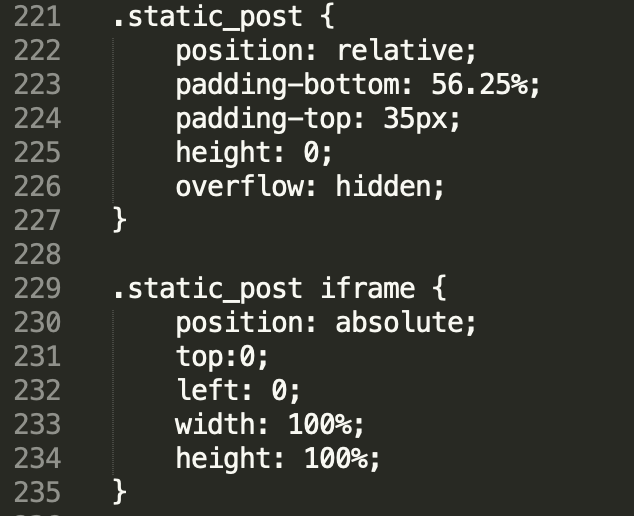 221 .static_post {
222 position: relative;
223 padding-bottom: 56.25%;
224 padding-top: 35px;
225 height: 0;
226 overflow: hidden;
227 }
228
229 .static_post iframe {
230 position: absolute;
231 top:0;
232 left: 0;
233 width: 100%;
234 height: 100%;
235 }